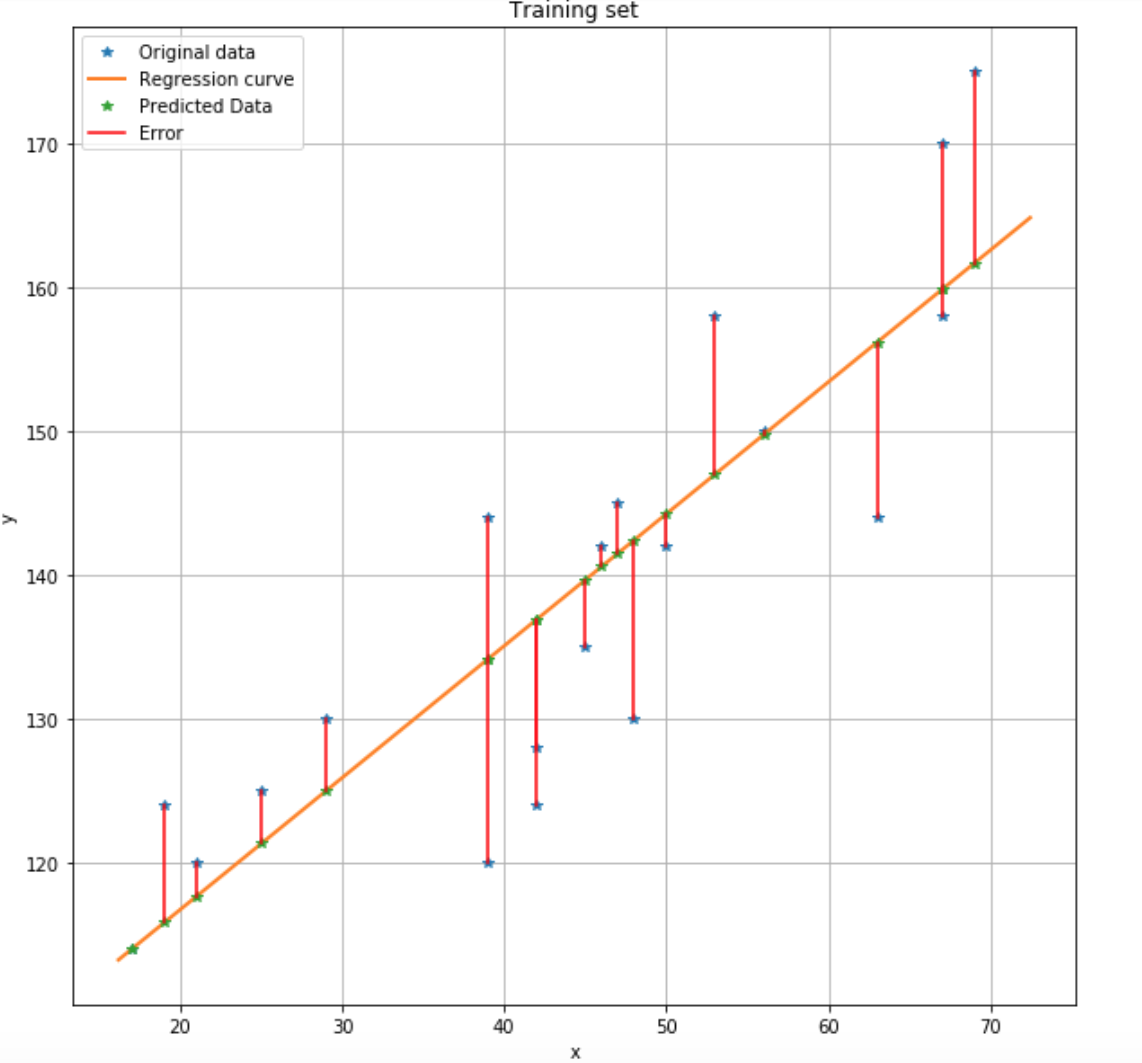 Training set
Original data
Regression curve
Predicted Data
Error
170
160
150
140
130
120
y
20 30 40 50 60 70
x